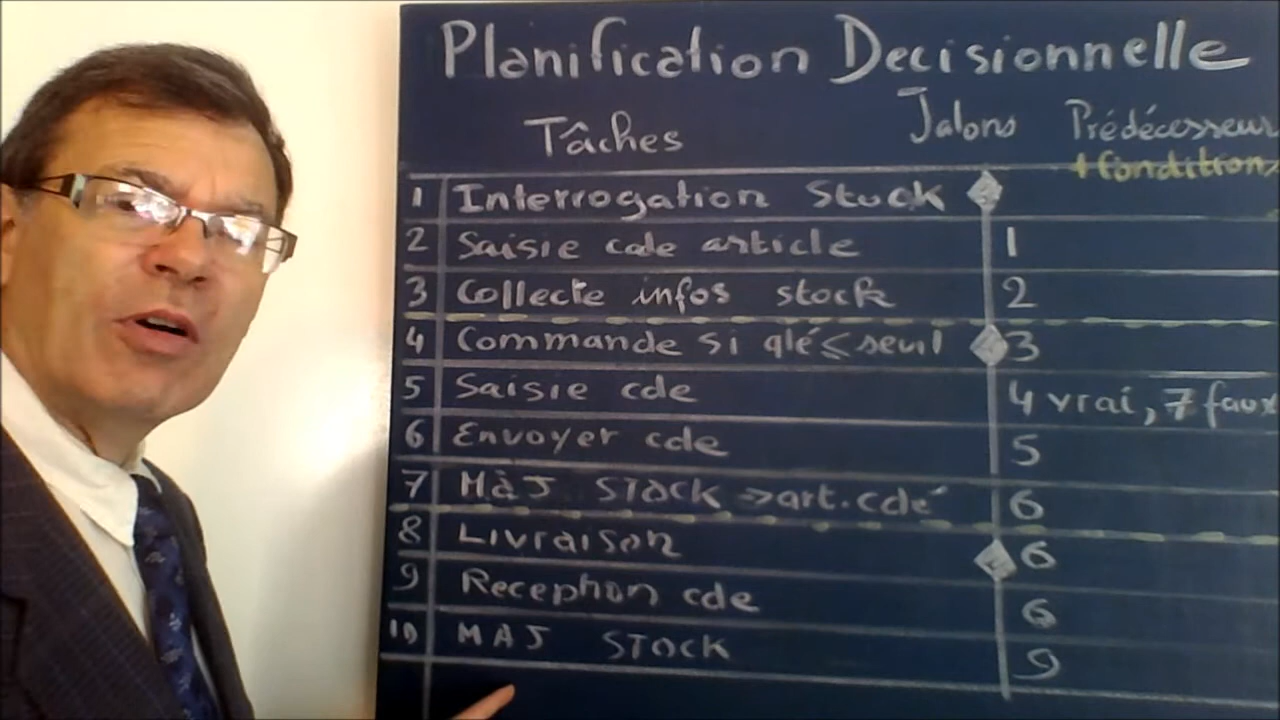 Planification Decisionnelle
Tâches Jalons Prédécesseur
+ fonditions
1 Interrogation Stock
2 Saisie cde article 1
3 Collecte infos stock 2
4 Commande si qlé ≤ seuil 3
5 Saisie cde 4 vrai, 7 faux
6 Envoyer cde 5
7 MàJ STOCK => art.cdé 6
8 Livraison 6
9 Reception cde 6
10 MAJ STOCK 9